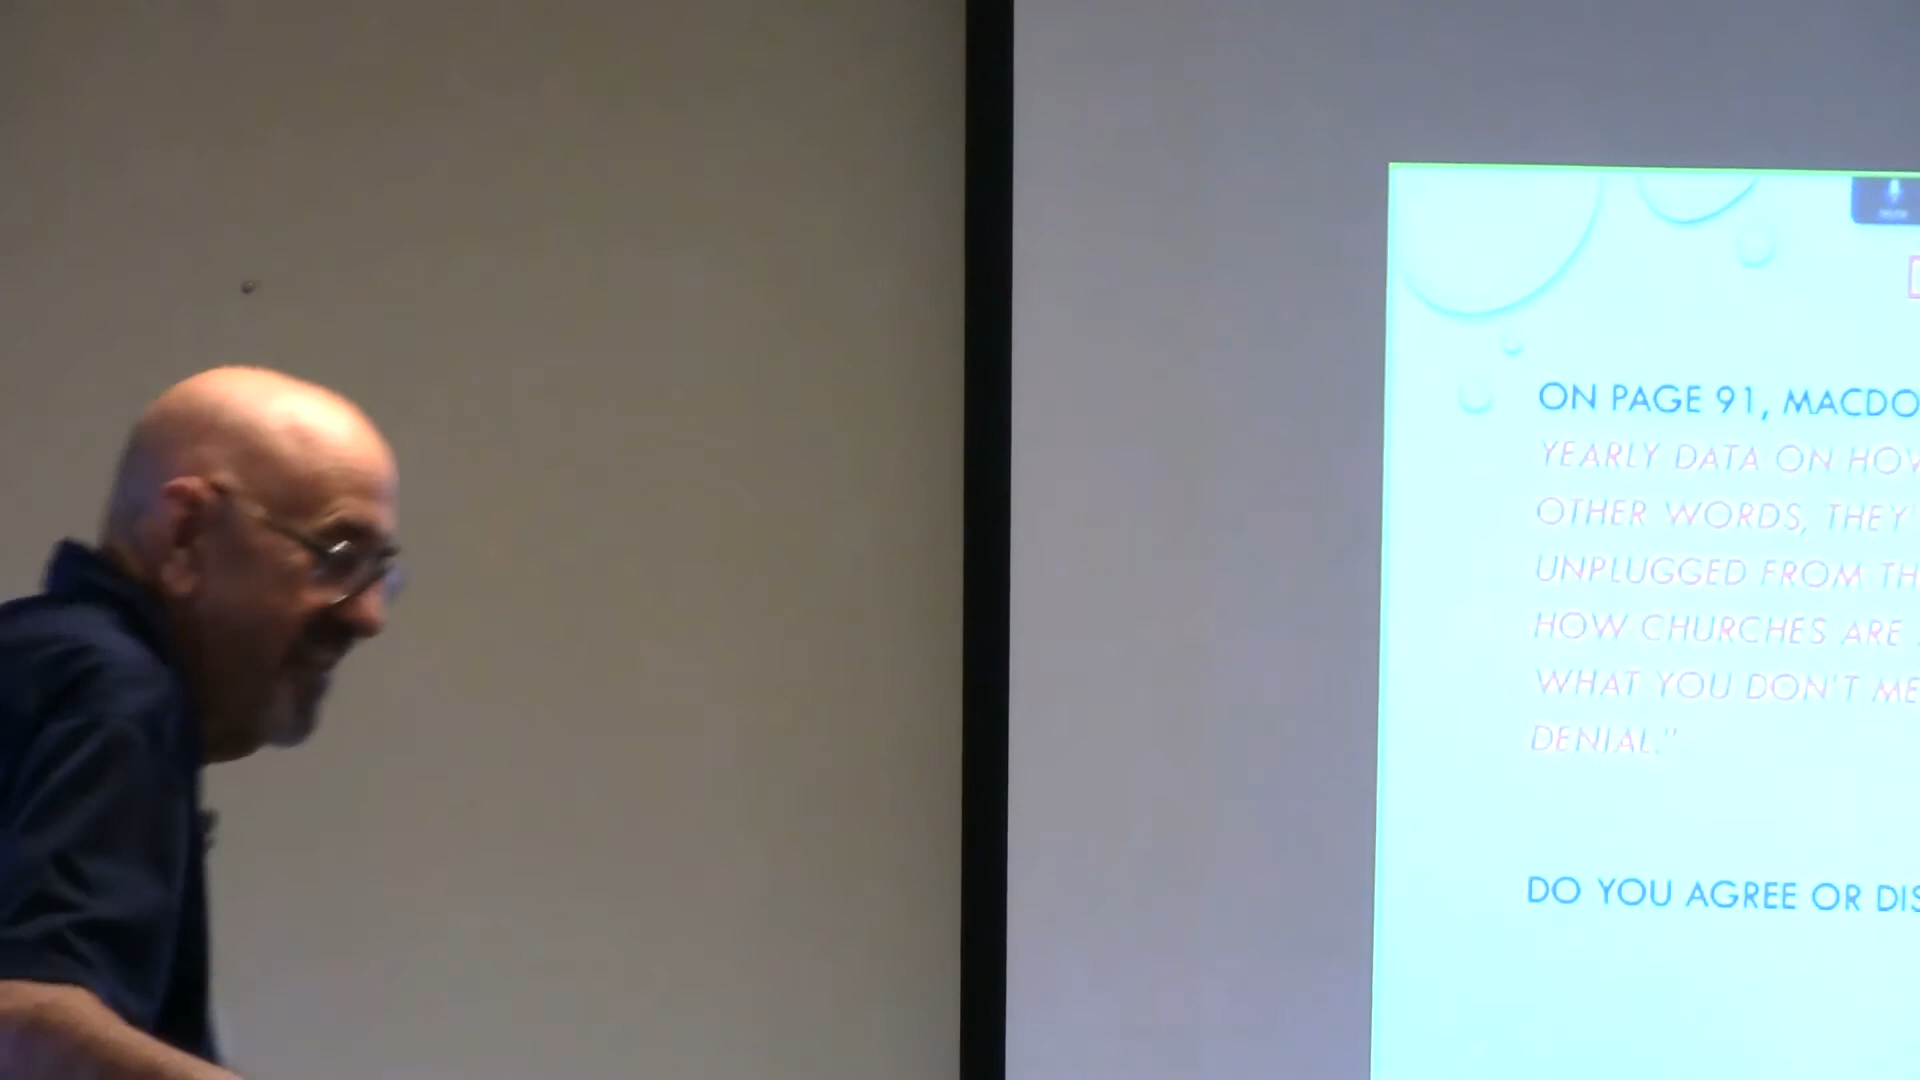 ON PAGE 91, MACDO
YEARLY DATA ON HOW
OTHER WORDS, THEY'
UNPLUGGED FROM TH
HOW CHURCHES ARE
WHAT YOU DON'T ME
DENIAL."
DO YOU AGREE OR DIS